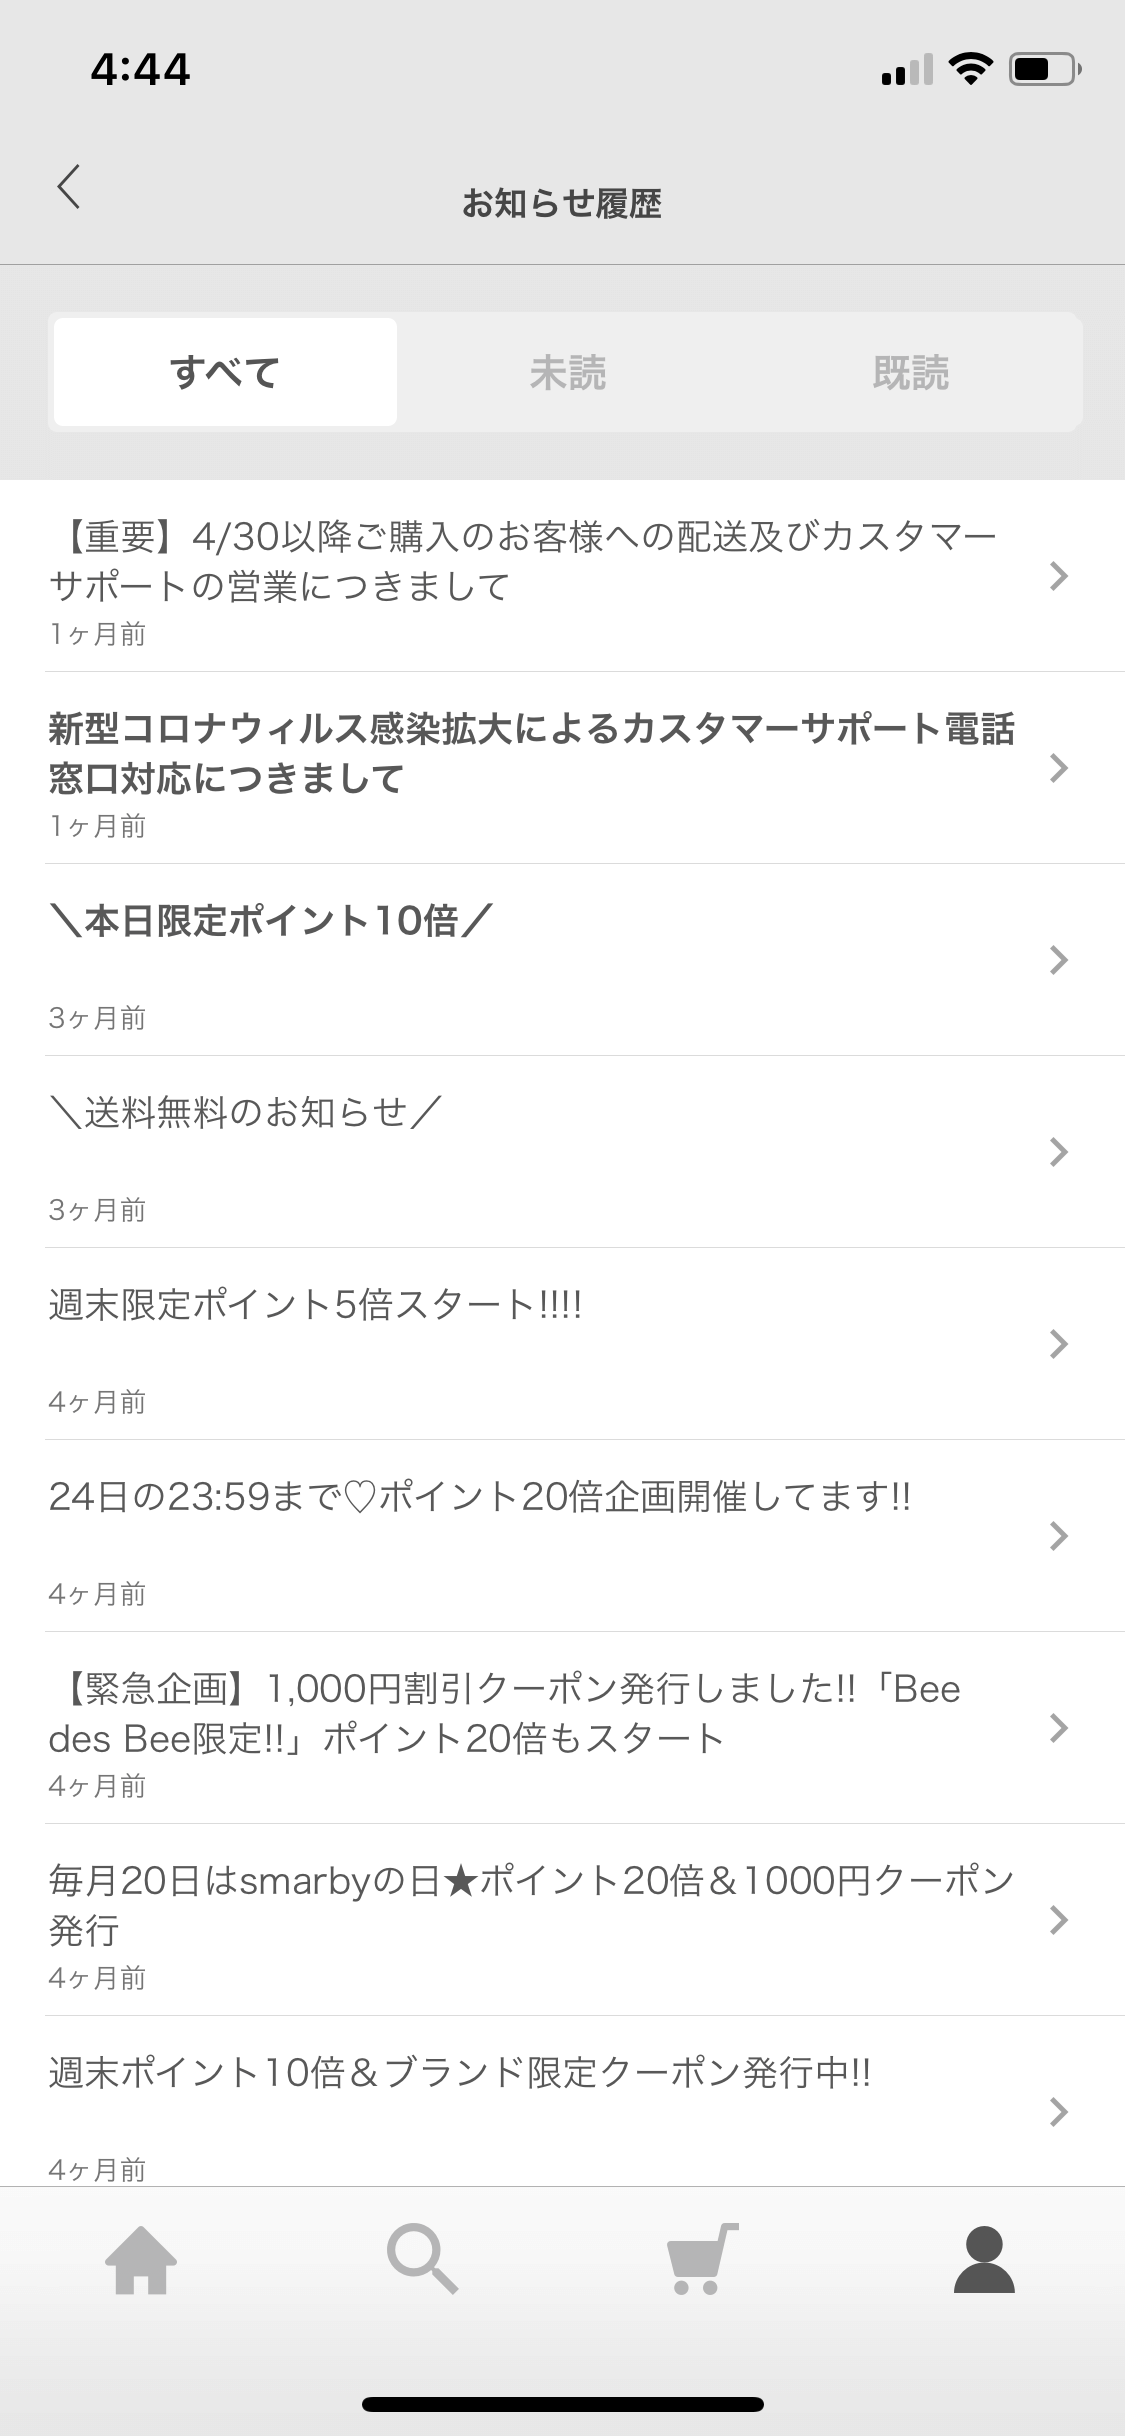 4:44
お知らせ履歴
すべて
未読
既読
【重要】4/30以降ご購入のお客様への配送及びカスタマー
サポートの営業につきまして
1ヶ月前
新型コロナウィルス感染拡大によるカスタマーサポート電話
窓口対応につきまして
1ヶ月前
＼本日限定ポイント10倍／
3ヶ月前
＼送料無料のお知らせ／
3ヶ月前
週末限定ポイント5倍スタート!!!!
4ヶ月前
24日の23:59まで♡ポイント20倍企画開催してます!!
4ヶ月前
【緊急企画】1,000円割引クーポン発行しました!!「Bee
des Bee限定!!」ポイント20倍もスタート
4ヶ月前
毎月20日はsmarbyの日★ポイント20倍＆1000円クーポン
発行
4ヶ月前
週末ポイント10倍＆ブランド限定クーポン発行中!!
4ヶ月前